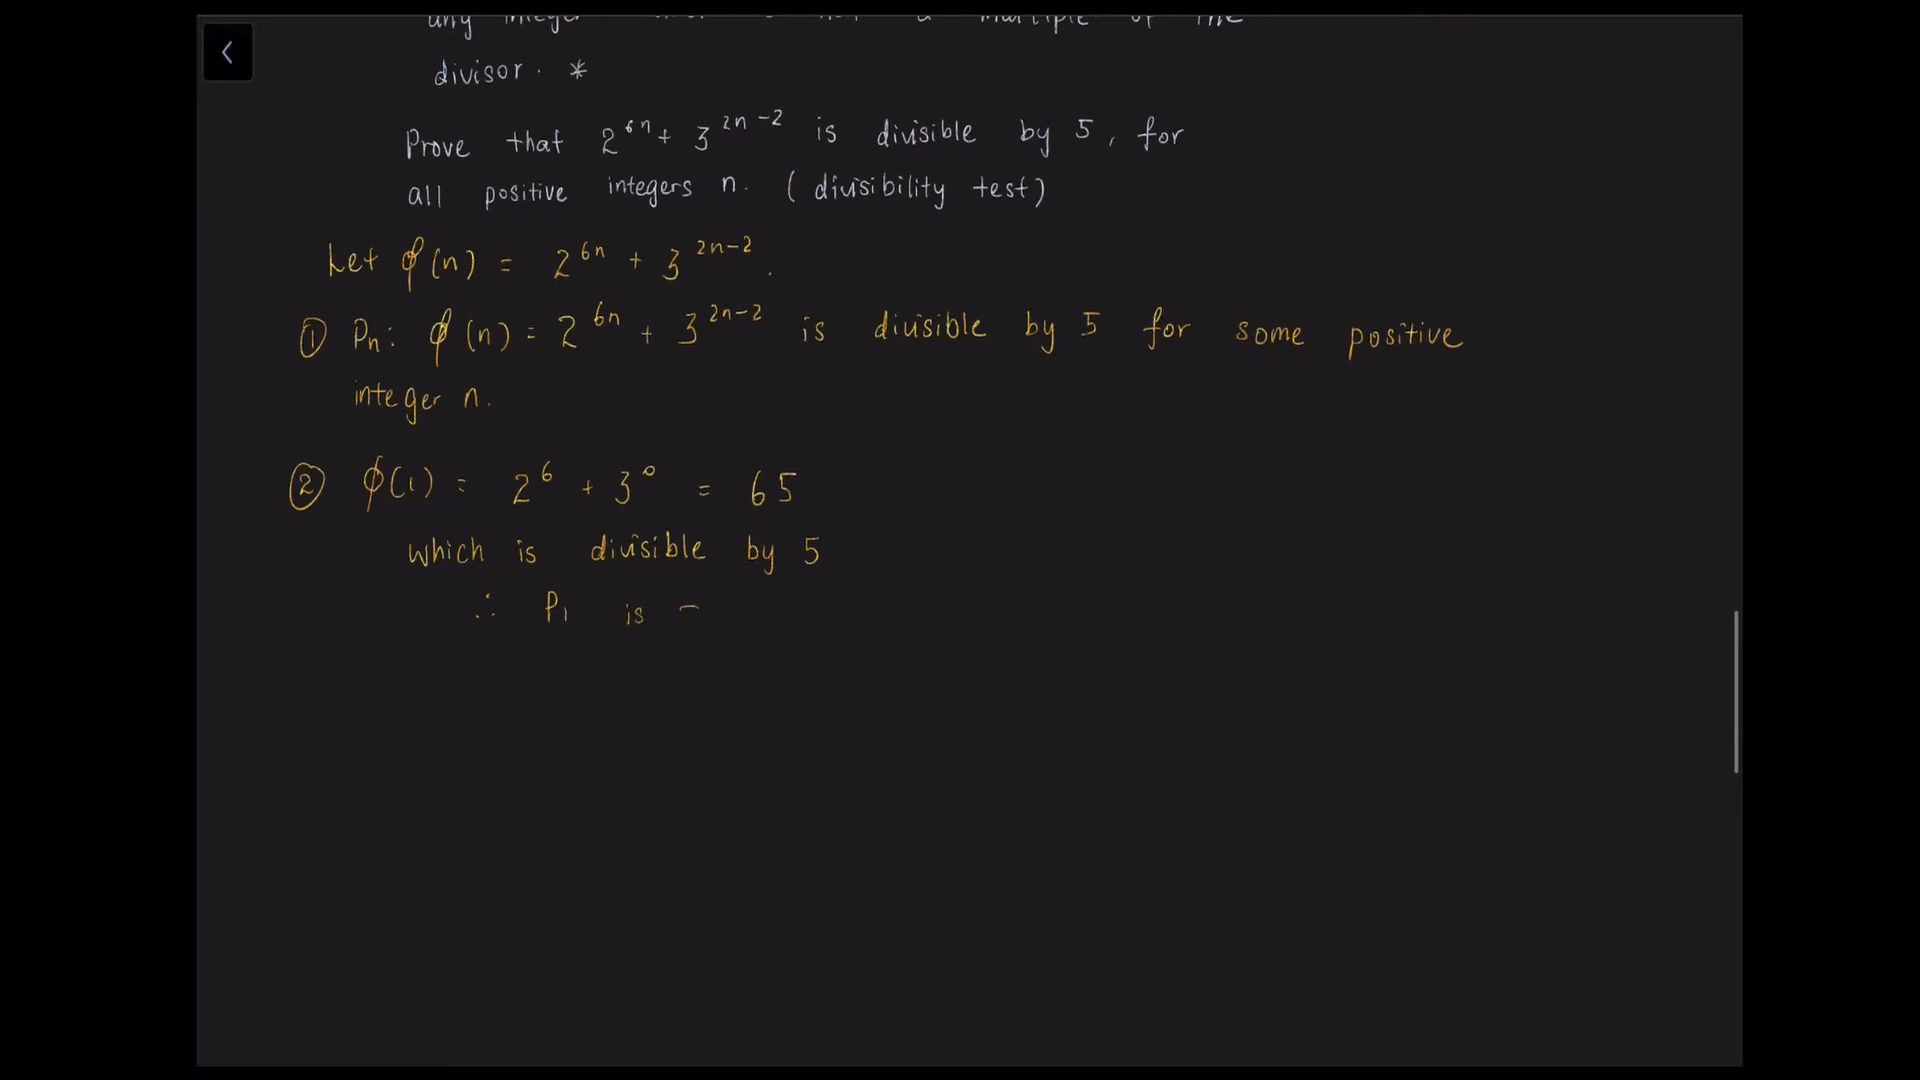 any integer
divisor. *
Prove that 2^{6n} + 3^{2n-2} is divisible by 5, for
all positive integers n. (divisibility test)
Let ϕ(n) = 2^{6n} + 3^{2n-2}.
① Pn: ϕ(n) = 2^{6n} + 3^{2n-2} is divisible by 5 for some positive
integer n.
② ϕ(1) = 2^6 + 3^0 = 65
which is divisible by 5
∴ P₁ is